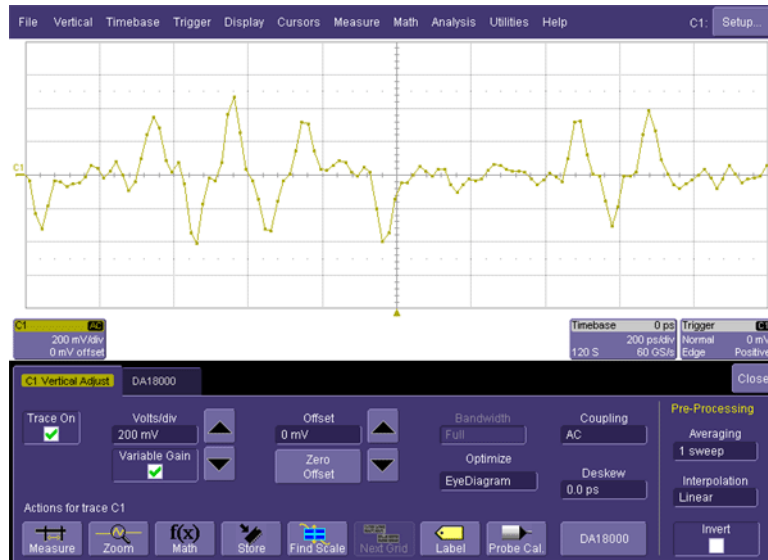 File Vertical Timebase Trigger Display Cursors Measure Math Analysis Utilities Help C1: Setup...
C1
C1 AC
200 mV/div
0 mV offset
Timebase 0 ps
200 ps/div
120 S 60 GS/s
Trigger C1
Normal 0 mV
Edge Positive
C1 Vertical Adjust DA18000 Close
Trace On
Volts/div
200 mV
Variable Gain
Offset
0 mV
Zero
Offset
Bandwidth
Full
Optimize
EyeDiagram
Coupling
AC
Deskew
0.0 ps
Pre-Processing
Averaging
1 sweep
Interpolation
Linear
Invert
Actions for trace C1
Measure
Zoom
f(x)
Math
Store
Find Scale
Next Grid
Label
Probe Cal.
DA18000